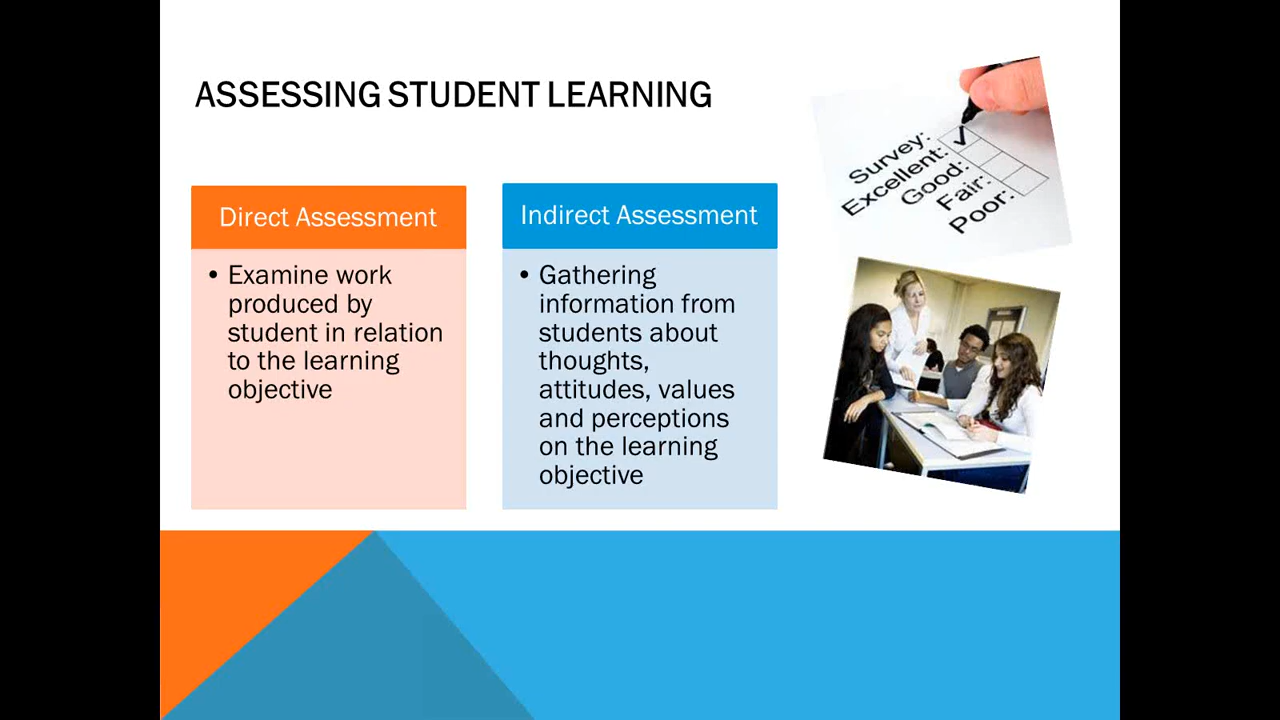 ASSESSING STUDENT LEARNING
Direct Assessment
• Examine work
produced by
student in relation
to the learning
objective
Indirect Assessment
• Gathering
information from
students about
thoughts,
attitudes, values
and perceptions
on the learning
objective
Survey:
Excellent:
Good:
Fair:
Poor: